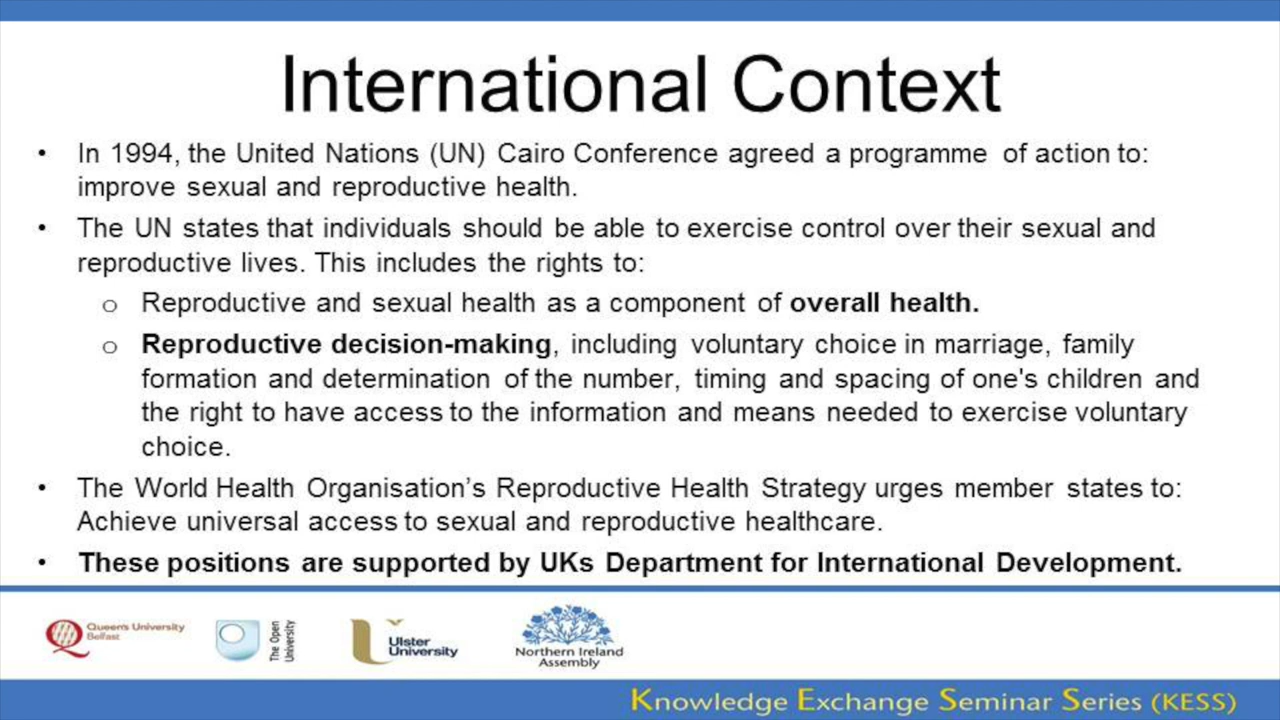 International Context
• In 1994, the United Nations (UN) Cairo Conference agreed a programme of action to:
improve sexual and reproductive health.
• The UN states that individuals should be able to exercise control over their sexual and
reproductive lives. This includes the rights to:
o Reproductive and sexual health as a component of overall health.
o Reproductive decision-making, including voluntary choice in marriage, family
formation and determination of the number, timing and spacing of one's children and
the right to have access to the information and means needed to exercise voluntary
choice.
• The World Health Organisation’s Reproductive Health Strategy urges member states to:
Achieve universal access to sexual and reproductive healthcare.
• These positions are supported by UKs Department for International Development.
Queen's University
Belfast
The Open
University
Ulster
University
Northern Ireland
Assembly
Knowledge Exchange Seminar Series (KESS)